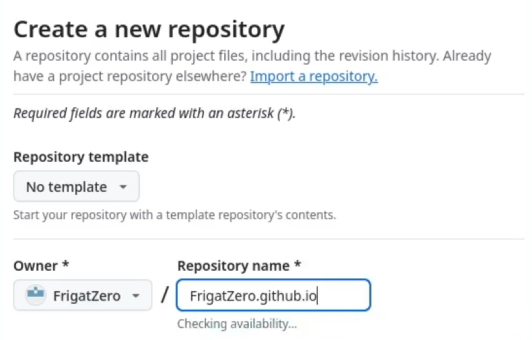 Create a new repository
A repository contains all project files, including the revision history. Already
have a project repository elsewhere? Import a repository.
Required fields are marked with an asterisk (*).
Repository template
No template
Start your repository with a template repository's contents.
Owner *
Repository name *
FrigatZero
/
FrigatZero.github.io
Checking availability...